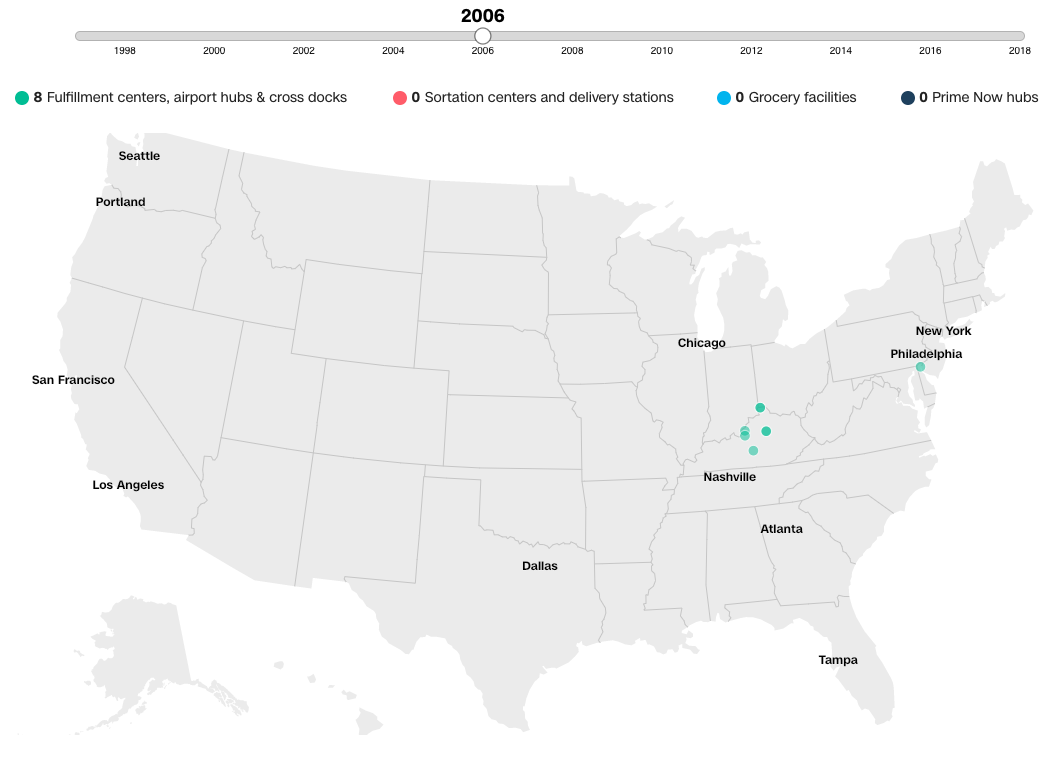 2006
1998 2000 2002 2004 2006 2008 2010 2012 2014 2016 2018
8 Fulfillment centers, airport hubs & cross docks 0 Sortation centers and delivery stations 0 Grocery facilities 0 Prime Now hubs
Seattle
Portland
New York
Chicago
Philadelphia
San Francisco
Nashville
Los Angeles
Atlanta
Dallas
Tampa